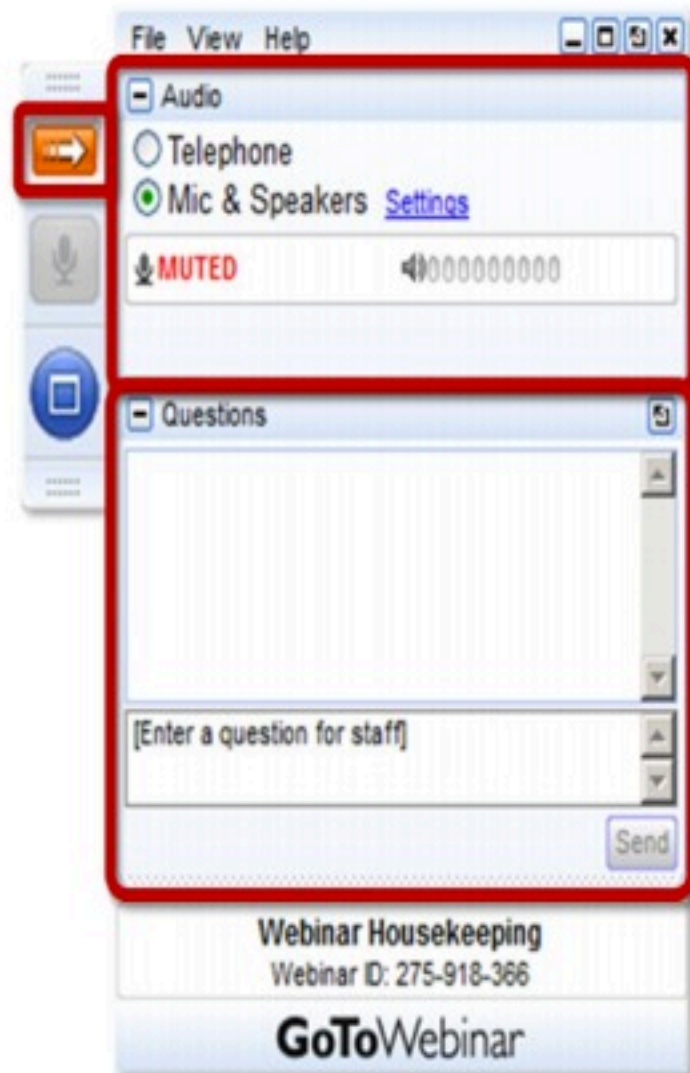 File View Help
Audio
Telephone
Mic & Speakers Settings
MUTED
Questions
[Enter a question for staff]
Send
Webinar Housekeeping
Webinar ID: 275-918-366
GoToWebinar